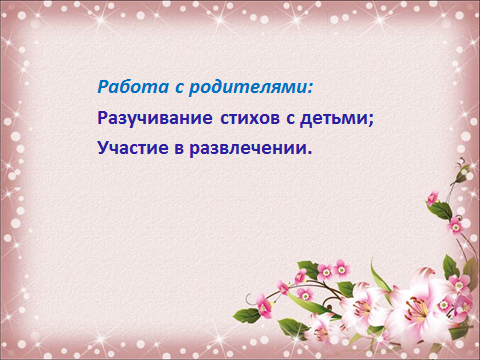 Работа с родителями:
Разучивание стихов с детьми;
Участие в развлечении.